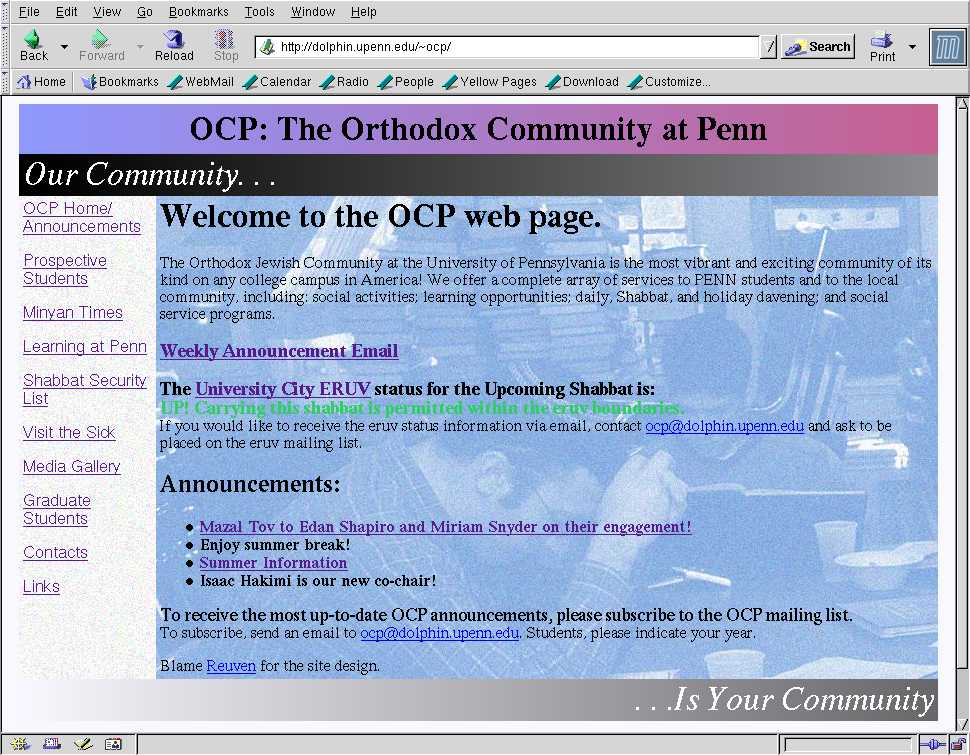 File Edit View Go Bookmarks Tools Window Help
Back Forward Reload Stop http://dolphin.upenn.edu/~ocp/ Search Print
Home Bookmarks WebMail Calendar Radio People Yellow Pages Download Customize...
OCP: The Orthodox Community at Penn
Our Community. . .
OCP Home/
Announcements
Prospective
Students
Minyan Times
Learning at Penn
Shabbat Security
List
Visit the Sick
Media Gallery
Graduate
Students
Contacts
Links
Welcome to the OCP web page.
The Orthodox Jewish Community at the University of Pennsylvania is the most vibrant and exciting community of its
kind on any college campus in America! We offer a complete array of services to PENN students and to the local
community, including: social activities; learning opportunities; daily, Shabbat, and holiday davening; and social
service programs.
Weekly Announcement Email
The University City ERUV status for the Upcoming Shabbat is:
UP! Carrying this shabbat is permitted within the eruv boundaries.
If you would like to receive the eruv status information via email, contact ocp@dolphin.upenn.edu and ask to be
placed on the eruv mailing list.
Announcements:
• Mazal Tov to Edan Shapiro and Miriam Snyder on their engagement!
• Enjoy summer break!
• Summer Information
• Isaac Hakimi is our new co-chair!
To receive the most up-to-date OCP announcements, please subscribe to the OCP mailing list.
To subscribe, send an email to ocp@dolphin.upenn.edu. Students, please indicate your year.
Blame Reuven for the site design.
. . .Is Your Community